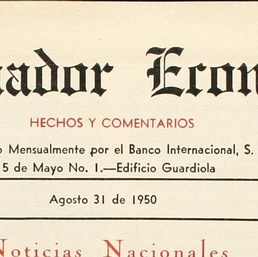 ador Econ
HECHOS Y COMENTARIOS
o Mensualmente por el Banco Internacional, S.
5 de Mayo No. 1.—Edificio Guardiola
Agosto 31 de 1950
Noticias Nacionales